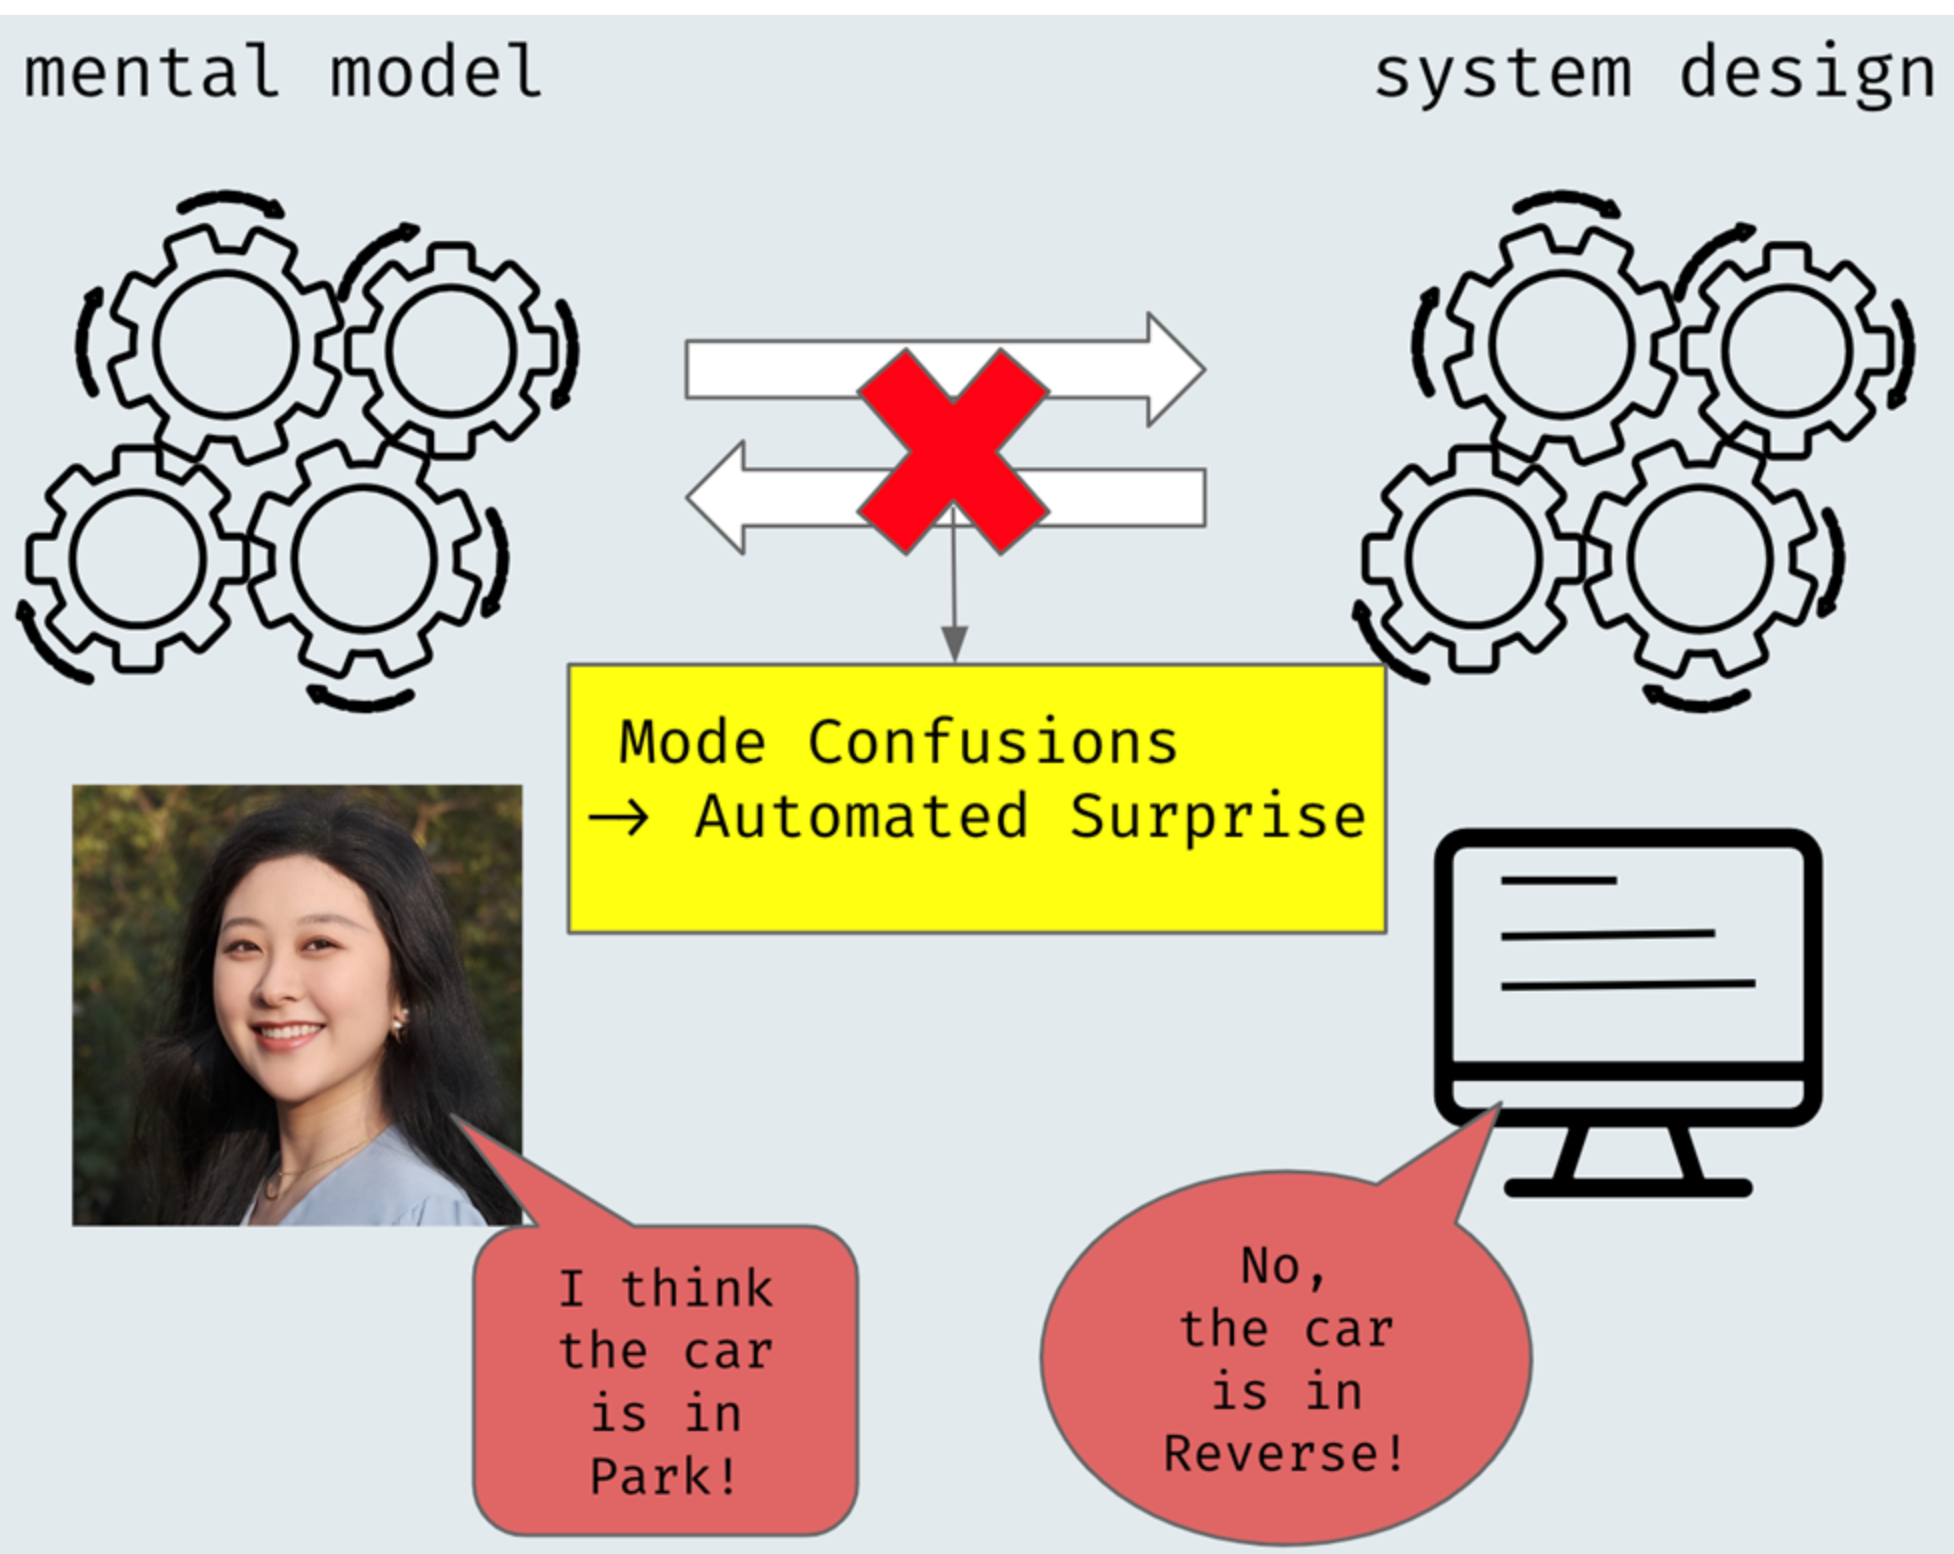 mental model
system design
Mode Confusions
→ Automated Surprise
I think
the car
is in
Park!
No,
the car
is in
Reverse!